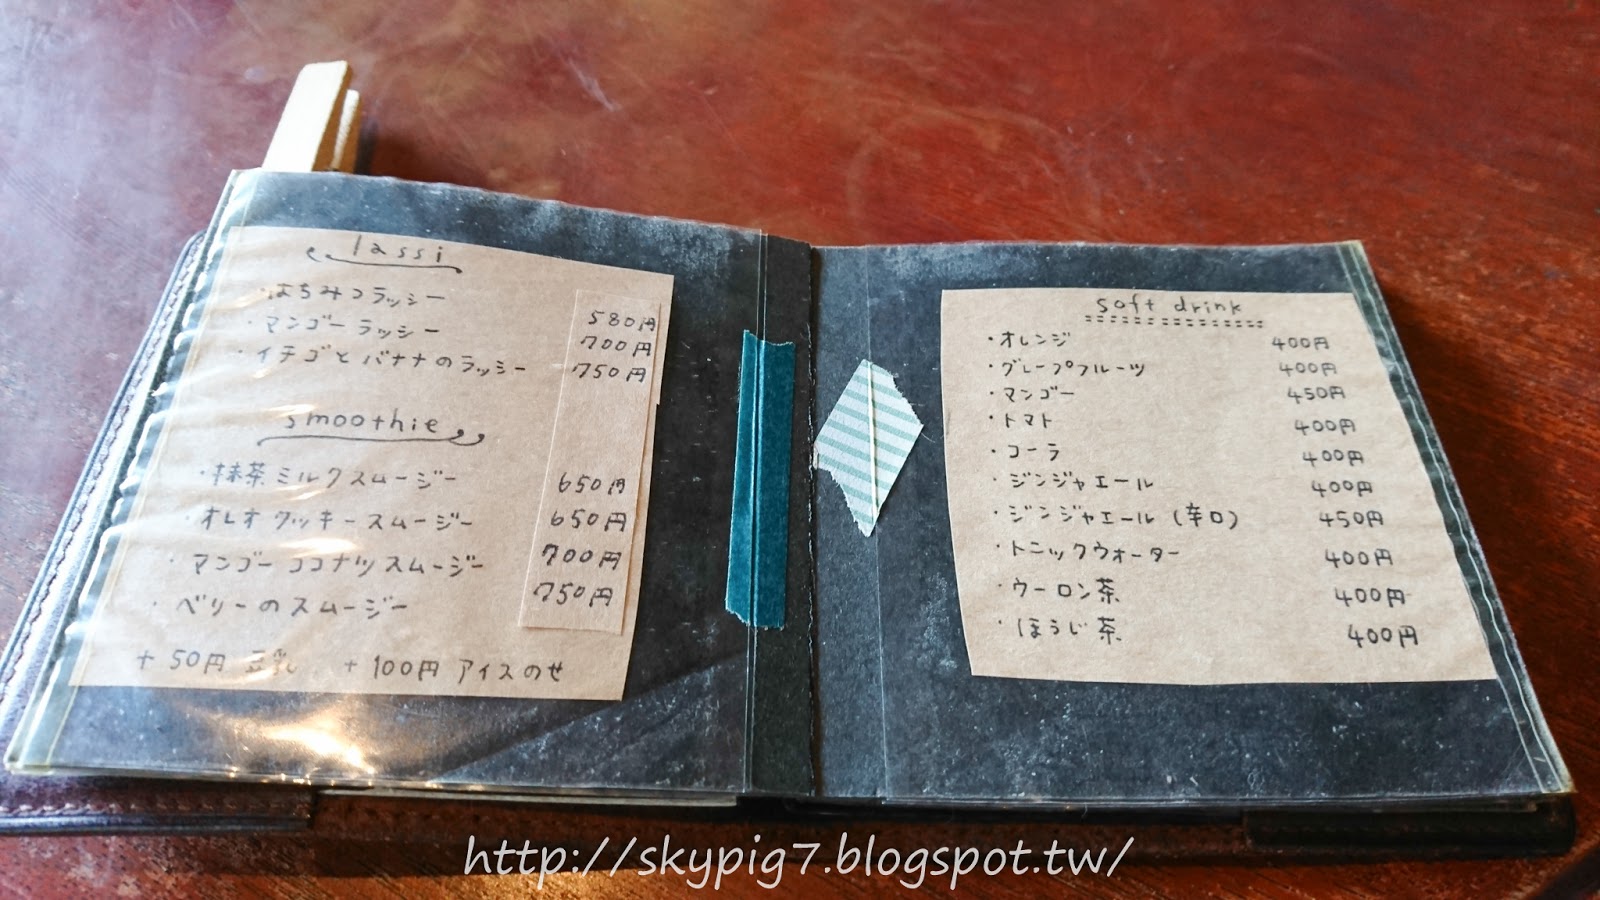 lassi
・はちみつラッシー 580円
・マンゴーラッシー 700円
・イチゴとバナナのラッシー 750円
smoothie
・抹茶ミルクスムージー 650円
・オレオクッキースムージー 650円
・マンゴーココナツスムージー 700円
・ベリーのスムージー 750円
+50円 豆乳 +100円 アイスのせ
soft drink
・オレンジ 400円
・グレープフルーツ 400円
・マンゴー 450円
・トマト 400円
・コーラ 400円
・ジンジャエール 400円
・ジンジャエール(辛口) 450円
・トニックウォーター 400円
・ウーロン茶 400円
・ほうじ茶 400円
http://skypig7.blogspot.tw/